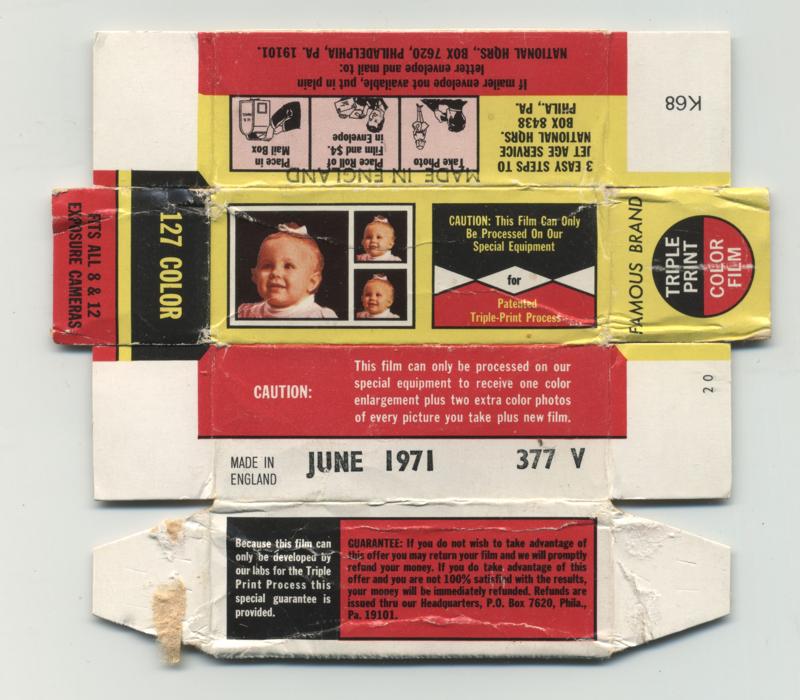 NATIONAL HQRS., BOX 7620, PHILADELPHIA, PA. 19101.
letter envelope and mail to:
If mailer envelope not available, put in plain
3 EASY STEPS TO
JET AGE SERVICE
NATIONAL HQRS.
BOX 8438
PHILA., PA.
Take Photo
Place Roll of
Film and $4.
in Envelope
Place in
Mail Box
MADE IN ENGLAND
K68
FITS ALL 8 & 12
EXPOSURE CAMERAS
127 COLOR
CAUTION: This Film Can Only
Be Processed On Our
Special Equipment
for
Patented
Triple-Print Process
FAMOUS BRAND
TRIPLE
PRINT
COLOR
FILM
CAUTION:
This film can only be processed on our
special equipment to receive one color
enlargement plus two extra color photos
of every picture you take plus new film.
20
MADE IN
ENGLAND
JUNE 1971
377 V
Because this film can
only be developed by
our labs for the Triple
Print Process this
special guarantee is
provided.
GUARANTEE: If you do not wish to take advantage of
this offer you may return your film and we will promptly
refund your money. If you do take advantage of this
offer and you are not 100% satisfied with the results,
your money will be immediately refunded. Refunds are
issued thru our Headquarters, P.O. Box 7620, Phila.,
Pa. 19101.